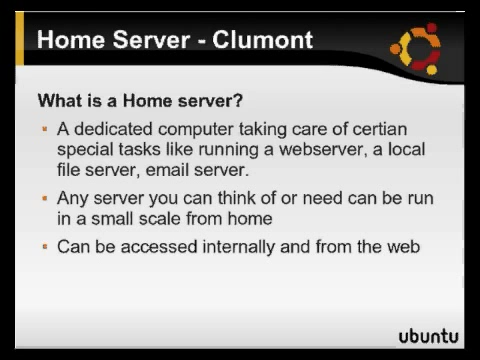 Home Server - Clumont
What is a Home server?
A dedicated computer taking care of certian
special tasks like running a webserver, a local
file server, email server.
Any server you can think of or need can be run
in a small scale from home
Can be accessed internally and from the web
ubuntu